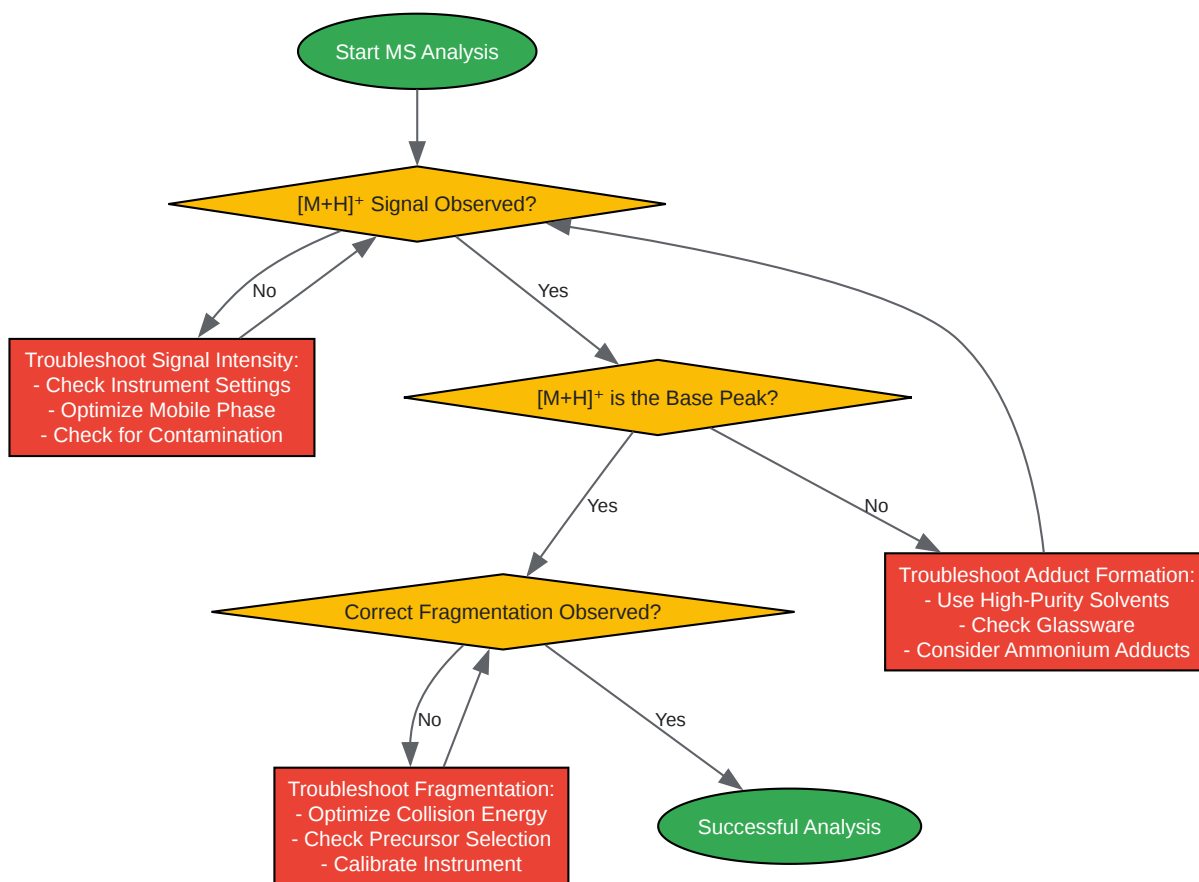 Start MS Analysis
[M+H]⁺ Signal Observed?
No
Yes
Troubleshoot Signal Intensity:
- Check Instrument Settings
- Optimize Mobile Phase
- Check for Contamination
[M+H]⁺ is the Base Peak?
Yes
No
Troubleshoot Adduct Formation:
- Use High-Purity Solvents
- Check Glassware
- Consider Ammonium Adducts
Correct Fragmentation Observed?
No
Yes
Troubleshoot Fragmentation:
- Optimize Collision Energy
- Check Precursor Selection
- Calibrate Instrument
Successful Analysis